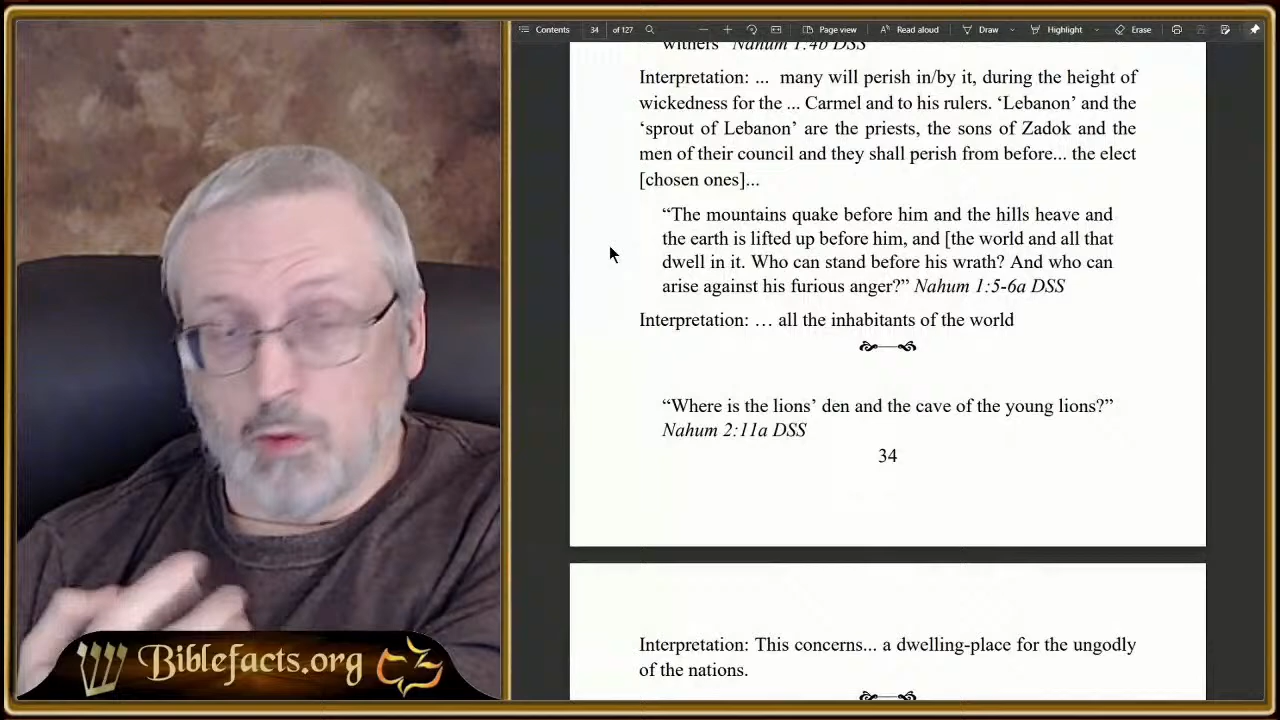 Contents 34 of 127 Page view Read aloud Draw Highlight Erase
withers" Nahum 1:4b DSS
Interpretation: ... many will perish in/by it, during the height of
wickedness for the ... Carmel and to his rulers. ‘Lebanon’ and the
‘sprout of Lebanon’ are the priests, the sons of Zadok and the
men of their council and they shall perish from before... the elect
[chosen ones]...
“The mountains quake before him and the hills heave and
the earth is lifted up before him, and [the world and all that
dwell in it. Who can stand before his wrath? And who can
arise against his furious anger?” Nahum 1:5-6a DSS
Interpretation: … all the inhabitants of the world
“Where is the lions’ den and the cave of the young lions?”
Nahum 2:11a DSS
34
Interpretation: This concerns... a dwelling-place for the ungodly
of the nations.
ש Biblefacts.org